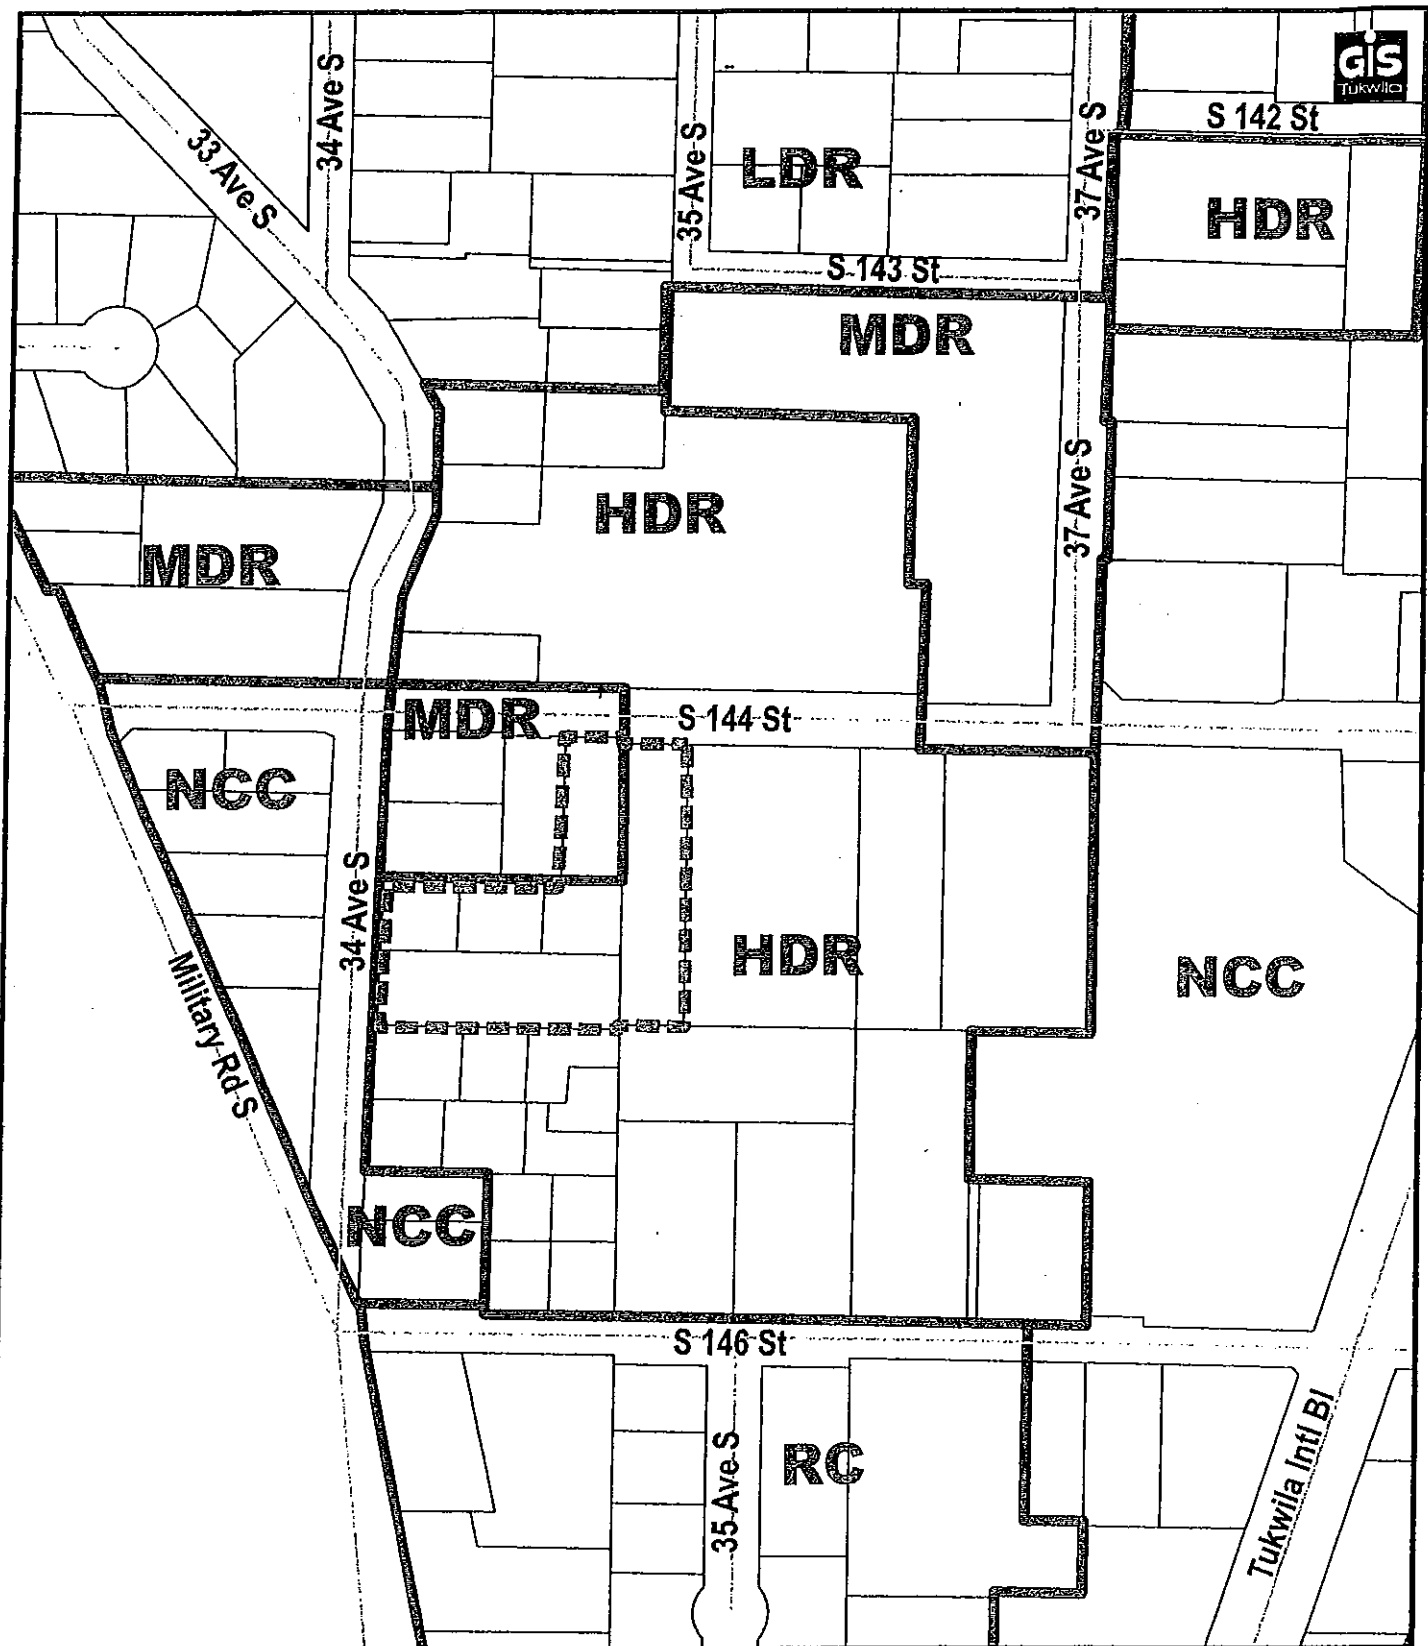 GIS
Tukwila
S 142 St
33 Ave S
34 Ave S
35 Ave S
LDR
37 Ave S
HDR
S 143 St
MDR
HDR
37 Ave S
MDR
MDR
S 144 St
NCC
34 Ave S
HDR
NCC
Military Rd S
NCC
S 146 St
35 Ave S
RC
Tukwila Intl Bl